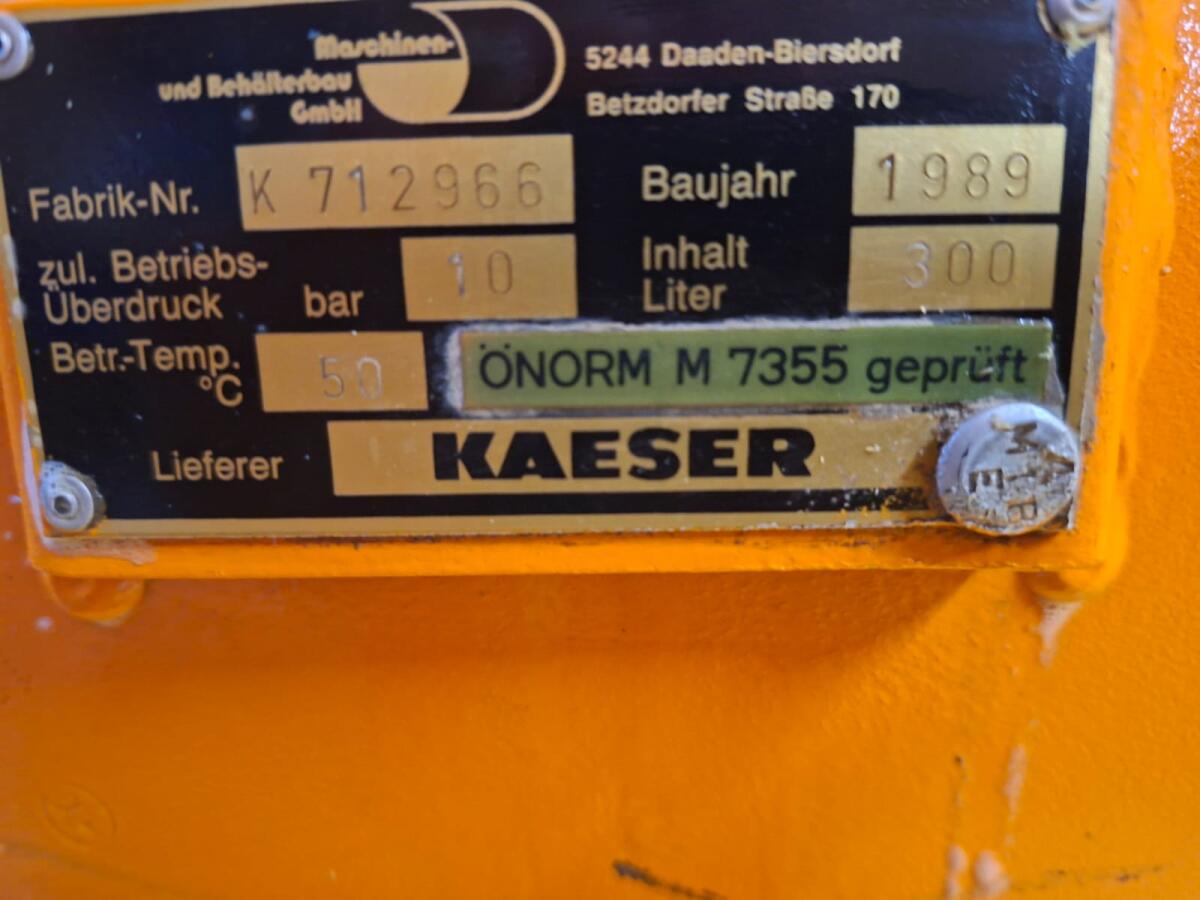 Maschinen-
und Behälterbau
GmbH
5244 Daaden-Biersdorf
Betzdorfer Straße 170
Fabrik-Nr. K 712966
Baujahr 1989
zul. Betriebs-
Überdruck bar 10
Inhalt
Liter 300
Betr.-Temp.
°C 50
ÖNORM M 7355 geprüft
Lieferer KAESER